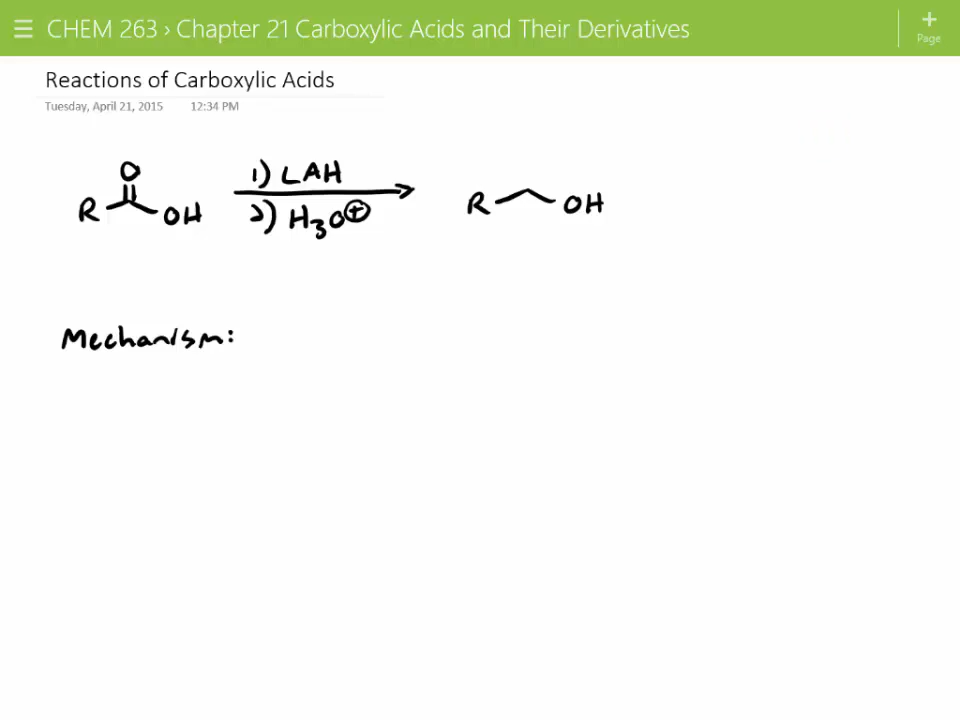 CHEM 263 › Chapter 21 Carboxylic Acids and Their Derivatives
+
Page
Reactions of Carboxylic Acids
Tuesday, April 21, 2015 12:34 PM
O
R OH
1) LAH
2) H3O⊕
R OH
Mechanism: